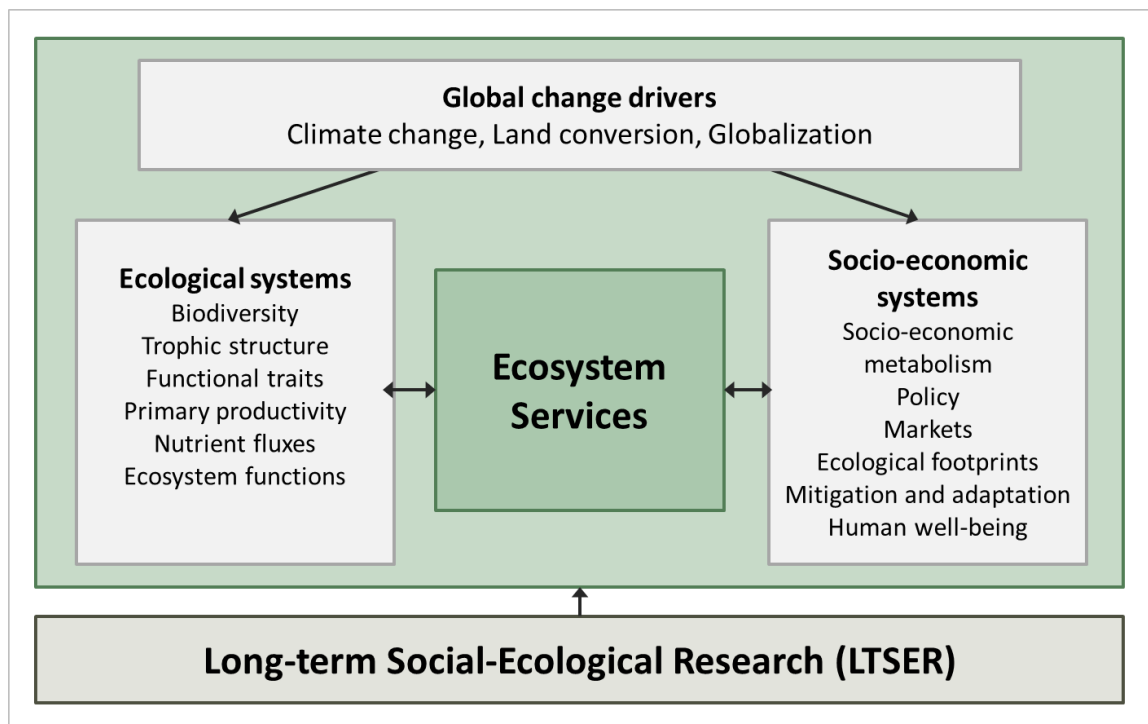 Global change drivers
Climate change, Land conversion, Globalization
Ecological systems
Biodiversity
Trophic structure
Functional traits
Primary productivity
Nutrient fluxes
Ecosystem functions
Ecosystem
Services
Socio-economic
systems
Socio-economic
metabolism
Policy
Markets
Ecological footprints
Mitigation and adaptation
Human well-being
Long-term Social-Ecological Research (LTSER)